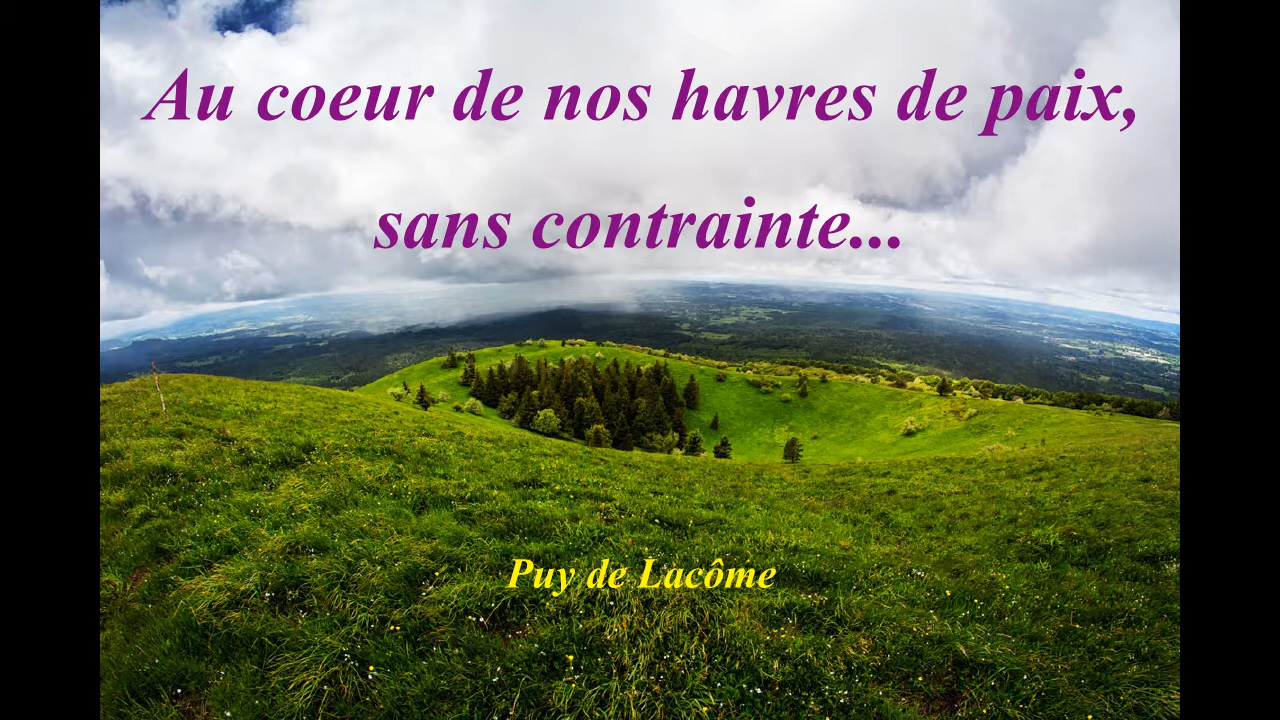 Au coeur de nos havres de paix,
sans contrainte...
Puy de Lacôme